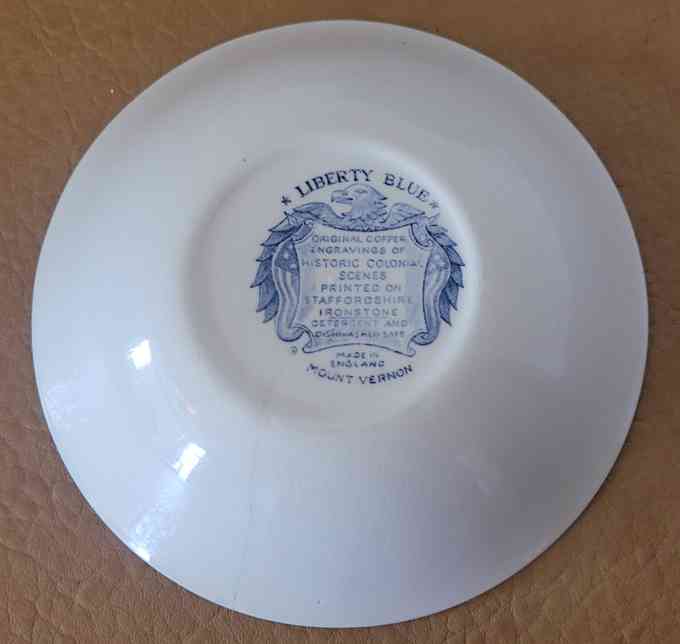 * LIBERTY BLUE *
ORIGINAL COPPER
ENGRAVINGS OF
HISTORIC COLONIAL
SCENES
PRINTED ON
STAFFORDSHIRE
IRONSTONE
DETERGENT AND
DISHWASHER SAFE
MADE IN
ENGLAND
MOUNT VERNON